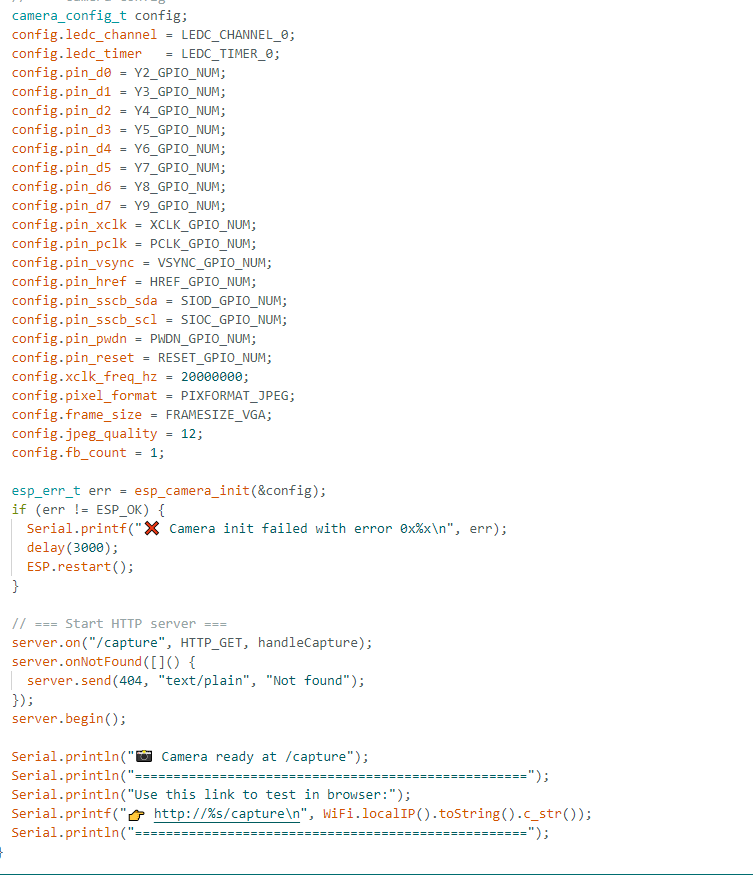 camera_config_t config;
config.ledc_channel = LEDC_CHANNEL_0;
config.ledc_timer   = LEDC_TIMER_0;
config.pin_d0 = Y2_GPIO_NUM;
config.pin_d1 = Y3_GPIO_NUM;
config.pin_d2 = Y4_GPIO_NUM;
config.pin_d3 = Y5_GPIO_NUM;
config.pin_d4 = Y6_GPIO_NUM;
config.pin_d5 = Y7_GPIO_NUM;
config.pin_d6 = Y8_GPIO_NUM;
config.pin_d7 = Y9_GPIO_NUM;
config.pin_xclk = XCLK_GPIO_NUM;
config.pin_pclk = PCLK_GPIO_NUM;
config.pin_vsync = VSYNC_GPIO_NUM;
config.pin_href = HREF_GPIO_NUM;
config.pin_sscb_sda = SIOD_GPIO_NUM;
config.pin_sscb_scl = SIOC_GPIO_NUM;
config.pin_pwdn = PWDN_GPIO_NUM;
config.pin_reset = RESET_GPIO_NUM;
config.xclk_freq_hz = 20000000;
config.pixel_format = PIXFORMAT_JPEG;
config.frame_size = FRAMESIZE_VGA;
config.jpeg_quality = 12;
config.fb_count = 1;

esp_err_t err = esp_camera_init(&config);
if (err != ESP_OK) {
  Serial.printf("❌ Camera init failed with error 0x%x\n", err);
  delay(3000);
  ESP.restart();
}

// === Start HTTP server ===
server.on("/capture", HTTP_GET, handleCapture);
server.onNotFound([]() {
  server.send(404, "text/plain", "Not found");
});
server.begin();

Serial.println("📷 Camera ready at /capture");
Serial.println("===================================================");
Serial.println("Use this link to test in browser:");
Serial.printf("👉 http://%s/capture\n", WiFi.localIP().toString().c_str());
Serial.println("===================================================");
}